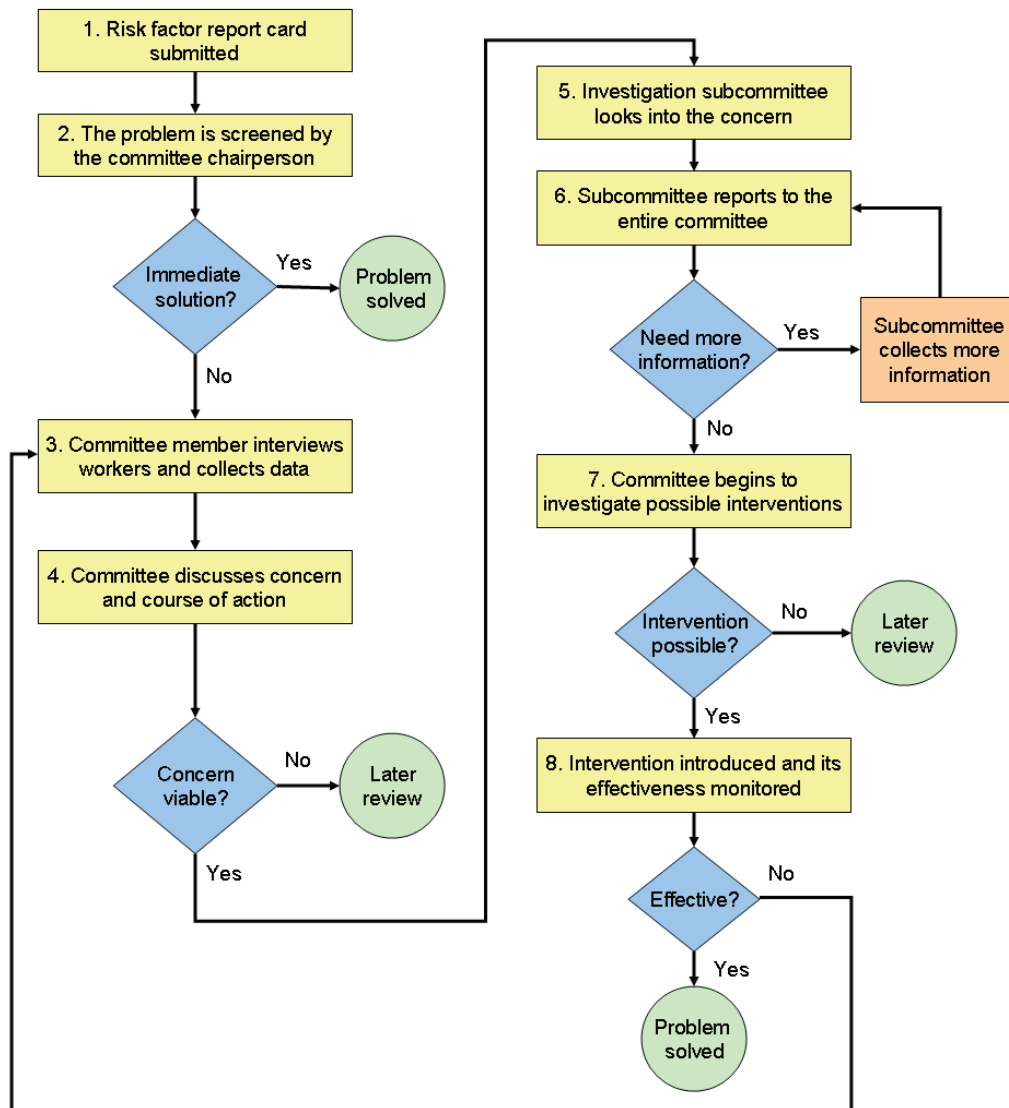 1. Risk factor report card
submitted
2. The problem is screened by
the committee chairperson
Immediate
solution?
Yes
Problem
solved
No
3. Committee member interviews
workers and collects data
4. Committee discusses concern
and course of action
Concern
viable?
No
Later
review
Yes
5. Investigation subcommittee
looks into the concern
6. Subcommittee reports to the
entire committee
Need more
information?
Yes
Subcommittee
collects more
information
No
7. Committee begins to
investigate possible interventions
Intervention
possible?
No
Later
review
Yes
8. Intervention introduced and its
effectiveness monitored
Effective?
No
Yes
Problem
solved